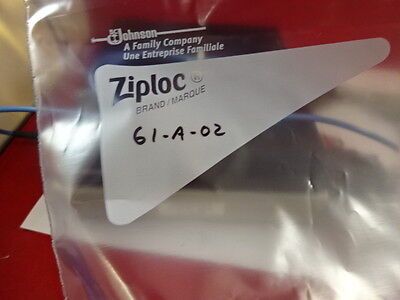 Johnson
A Family Company
Une Entreprise Familiale
Ziploc®
BRAND/MARQUE
61-A-02